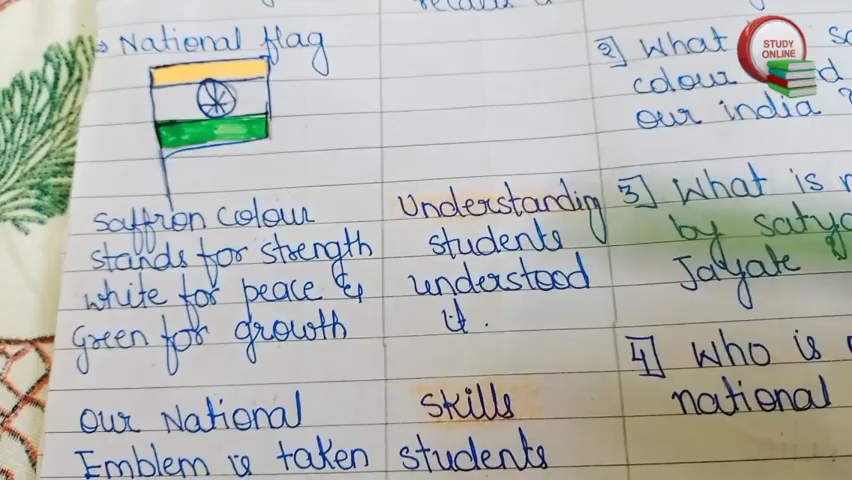 National flag
Saffron colour
stands for strength
white for peace &
Green for growth
our National
Emblem is taken
Understanding
students
understood
it.
skills
students
2] What
colour
our india ?
3] What is
by
Jayate
4] who is
national
STUDY
ONLINE